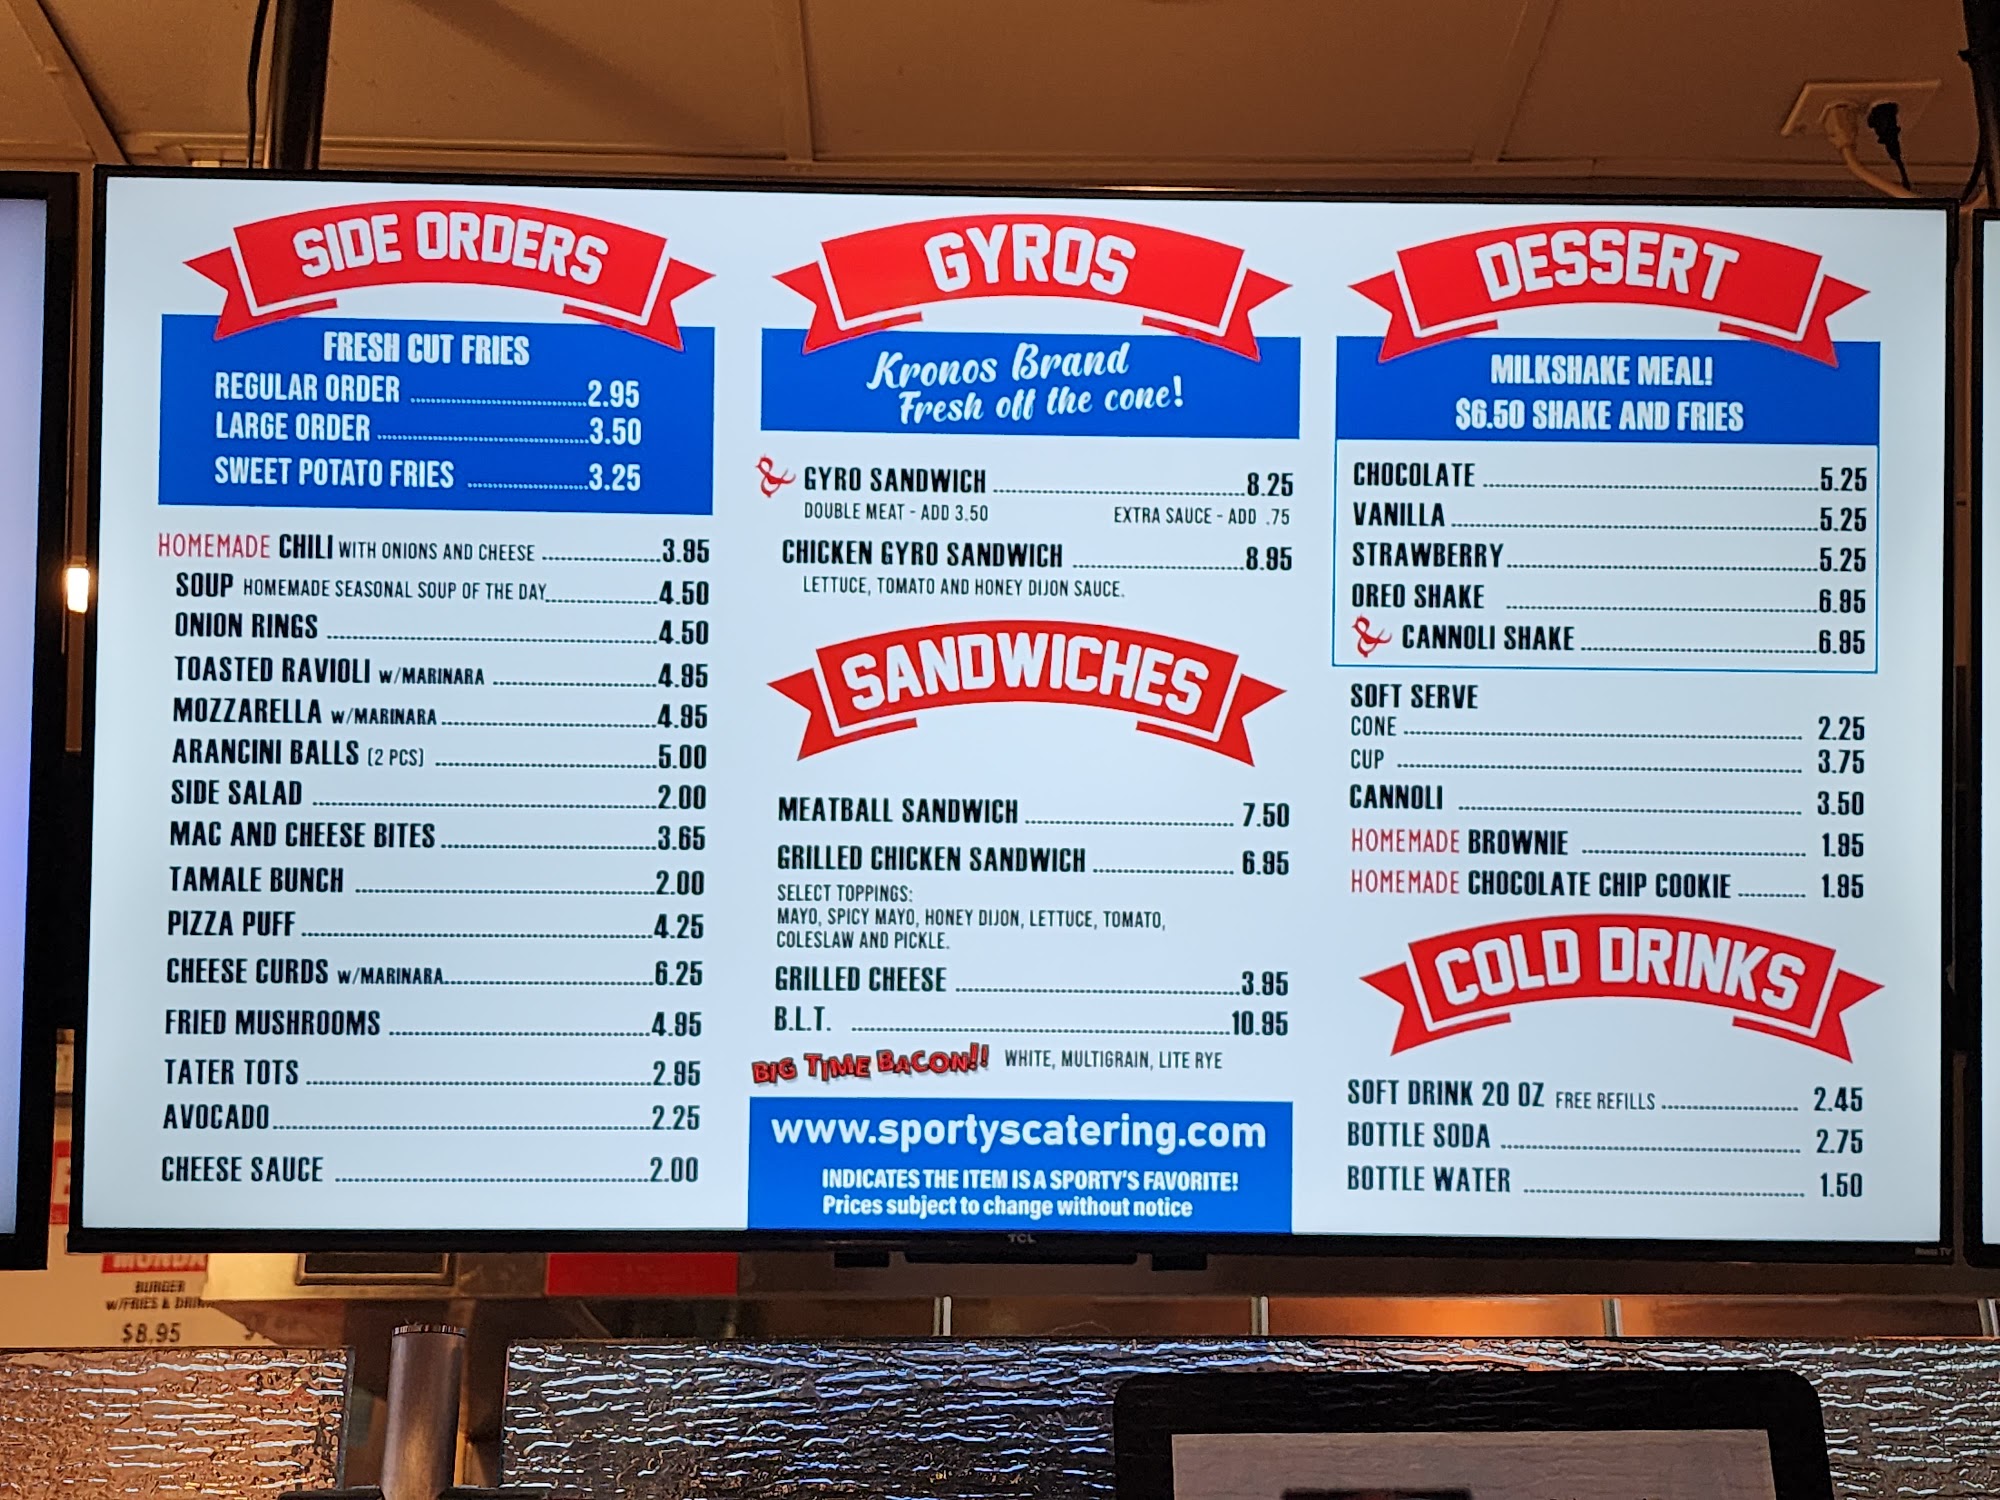 SIDE ORDERS
FRESH CUT FRIES
REGULAR ORDER 2.95
LARGE ORDER 3.50
SWEET POTATO FRIES 3.25
HOMEMADE CHILI WITH ONIONS AND CHEESE 3.95
SOUP HOMEMADE SEASONAL SOUP OF THE DAY 4.50
ONION RINGS 4.50
TOASTED RAVIOLI W/MARINARA 4.95
MOZZARELLA W/MARINARA 4.95
ARANCINI BALLS (2 PCS) 5.00
SIDE SALAD 2.00
MAC AND CHEESE BITES 3.65
TAMALE BUNCH 2.00
PIZZA PUFF 4.25
CHEESE CURDS W/MARINARA 6.25
FRIED MUSHROOMS 4.95
TATER TOTS 2.95
AVOCADO 2.25
CHEESE SAUCE 2.00
GYROS
Kronos Brand
Fresh off the cone!
GYRO SANDWICH 8.25
DOUBLE MEAT - ADD 3.50 EXTRA SAUCE - ADD .75
CHICKEN GYRO SANDWICH 8.95
LETTUCE, TOMATO AND HONEY DIJON SAUCE.
SANDWICHES
MEATBALL SANDWICH 7.50
GRILLED CHICKEN SANDWICH 6.95
SELECT TOPPINGS:
MAYO, SPICY MAYO, HONEY DIJON, LETTUCE, TOMATO,
COLESLAW AND PICKLE.
GRILLED CHEESE 3.95
B.L.T. 10.95
BIG TIME BACON!! WHITE, MULTIGRAIN, LITE RYE
www.sportyscatering.com
INDICATES THE ITEM IS A SPORTY'S FAVORITE!
Prices subject to change without notice
DESSERT
MILKSHAKE MEAL!
$6.50 SHAKE AND FRIES
CHOCOLATE 5.25
VANILLA 5.25
STRAWBERRY 5.25
OREO SHAKE 6.95
CANNOLI SHAKE 6.95
SOFT SERVE
CONE 2.25
CUP 3.75
CANNOLI 3.50
HOMEMADE BROWNIE 1.95
HOMEMADE CHOCOLATE CHIP COOKIE 1.95
COLD DRINKS
SOFT DRINK 20 OZ FREE REFILLS 2.45
BOTTLE SODA 2.75
BOTTLE WATER 1.50
TCL
BURGER
W/FRIES &
$8.95